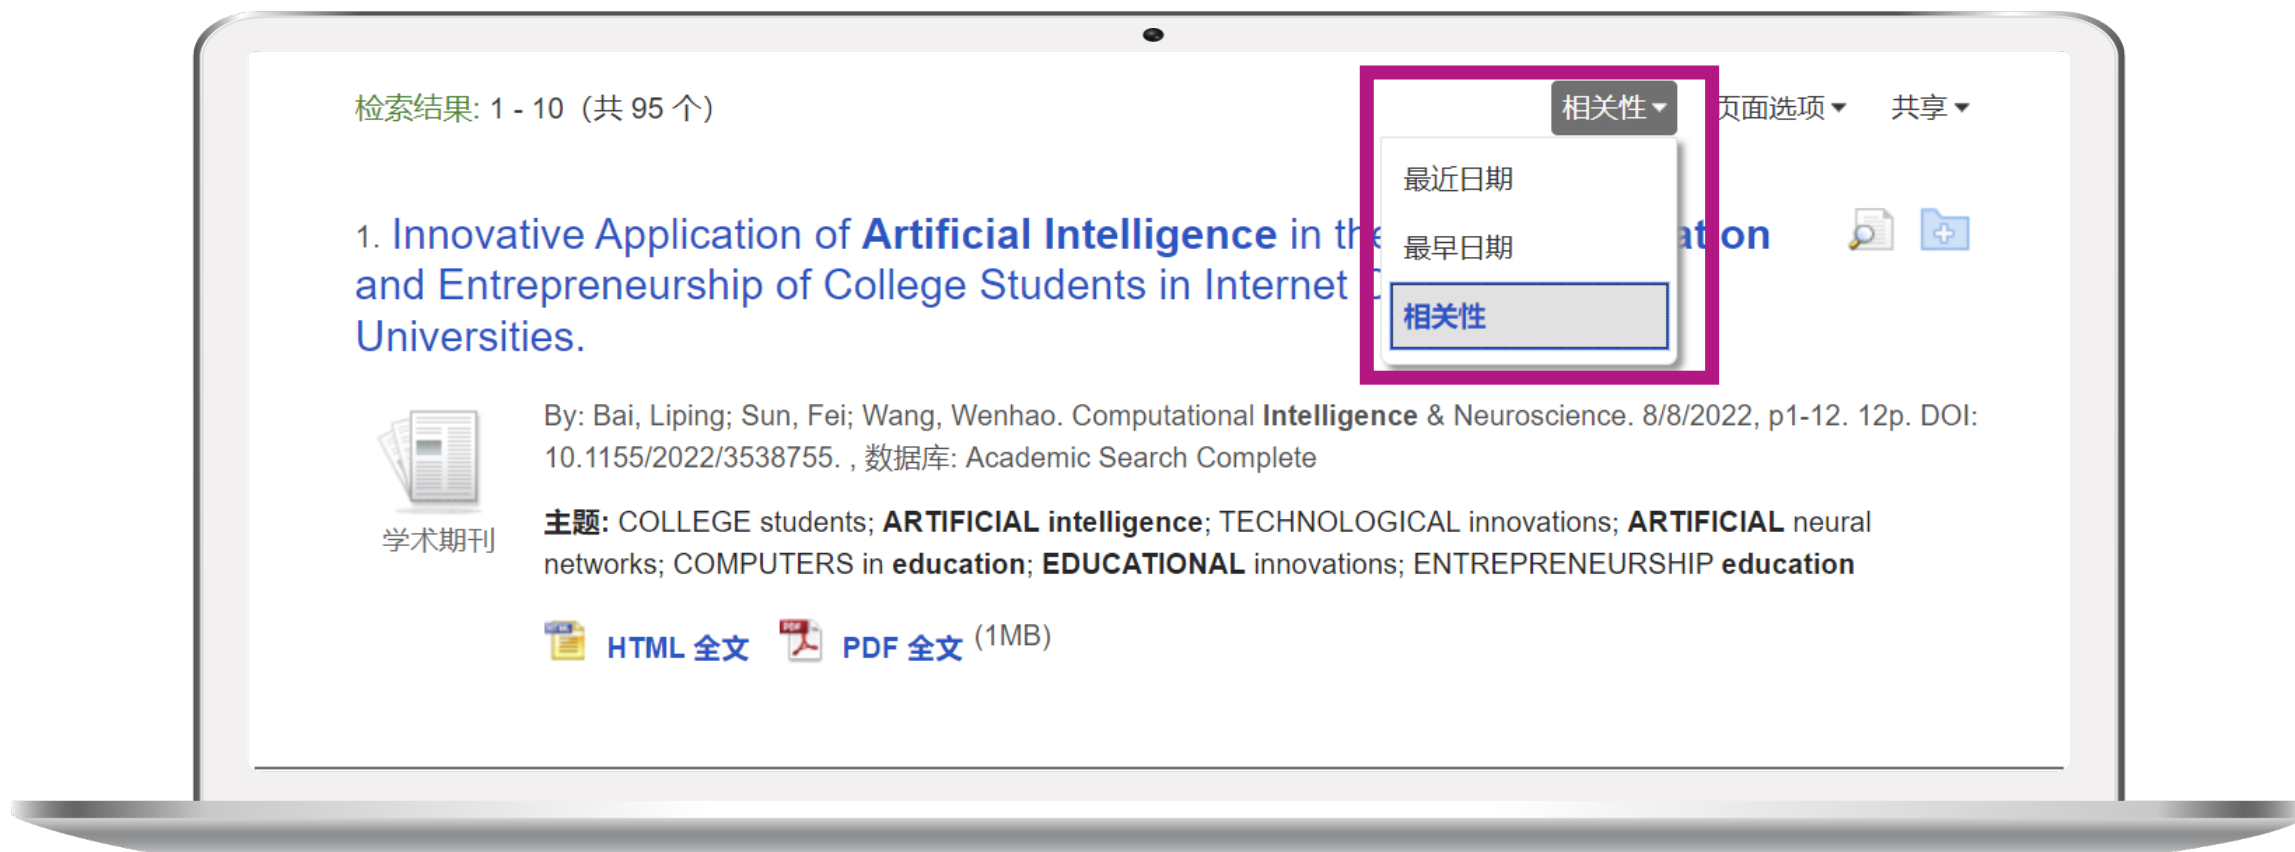 检索结果: 1 - 10（共 95 个）
相关性
页面选项
共享
最近日期
最早日期
相关性
1. Innovative Application of Artificial Intelligence in
and Entrepreneurship of College Students in Internet
Universities.
学术期刊
By: Bai, Liping; Sun, Fei; Wang, Wenhao. Computational Intelligence & Neuroscience. 8/8/2022, p1-12. 12p. DOI:
10.1155/2022/3538755. , 数据库: Academic Search Complete
主题: COLLEGE students; ARTIFICIAL intelligence; TECHNOLOGICAL innovations; ARTIFICIAL neural
networks; COMPUTERS in education; EDUCATIONAL innovations; ENTREPRENEURSHIP education
HTML 全文 PDF 全文 (1MB)